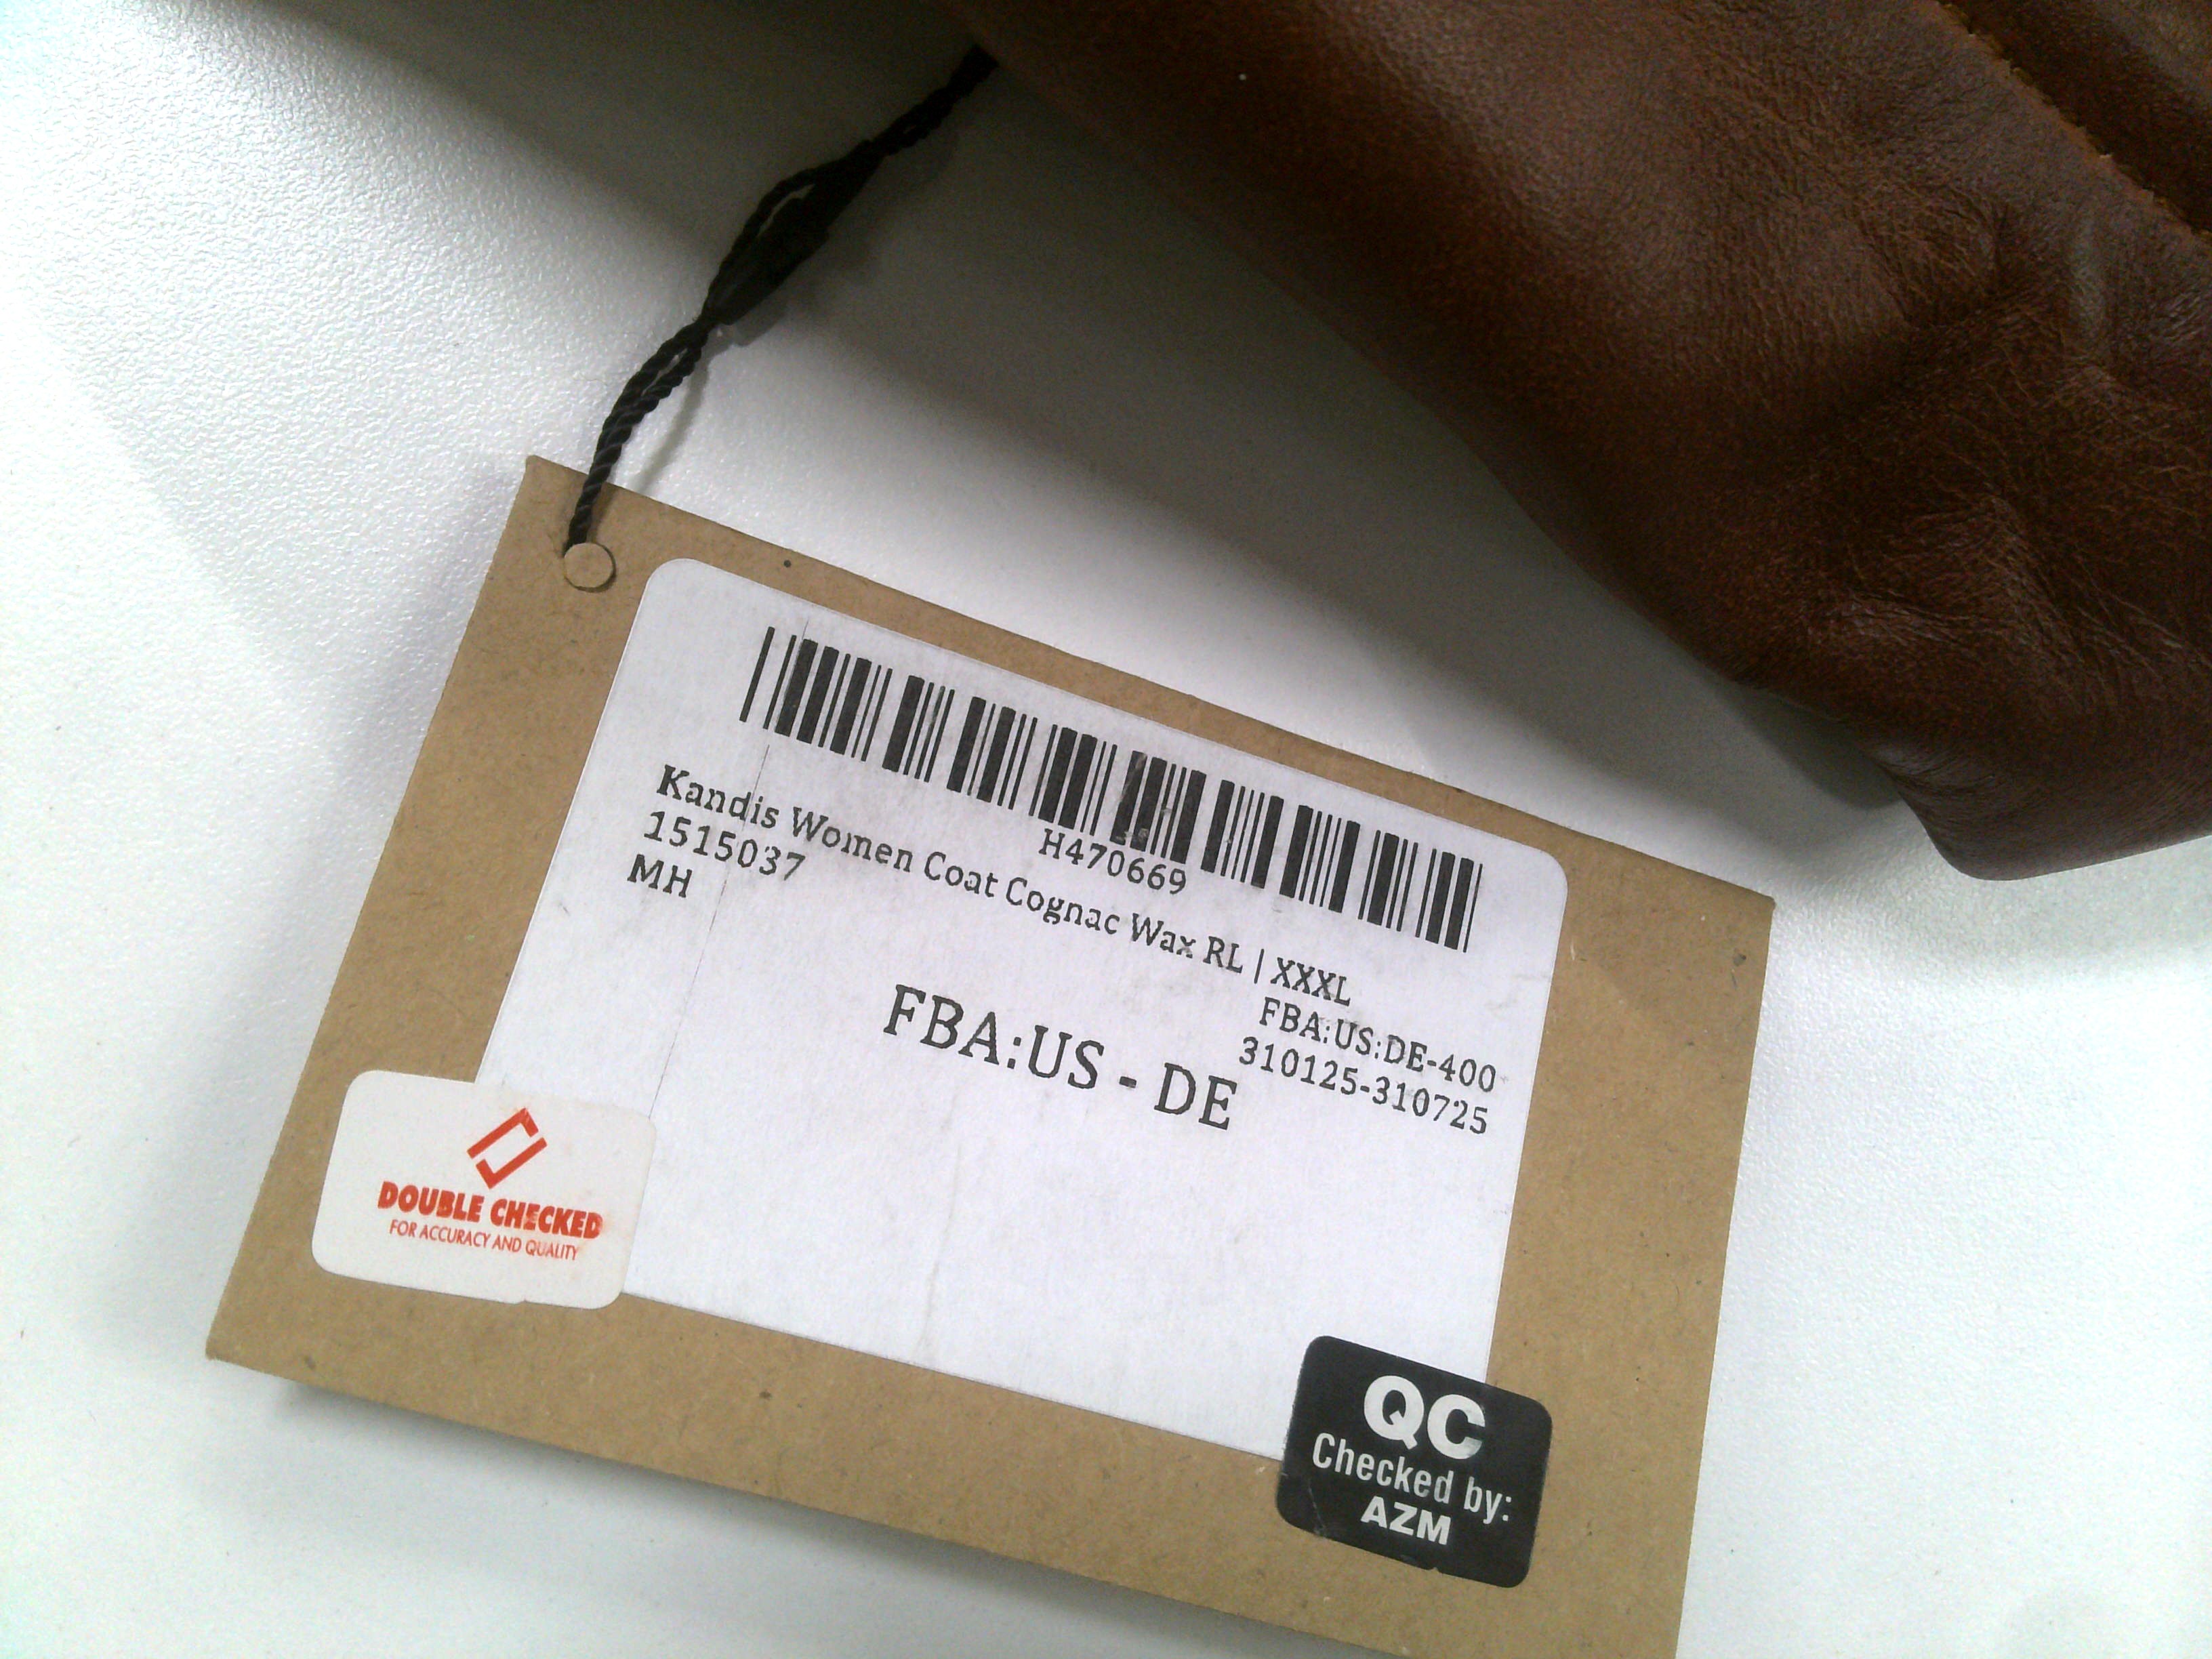 H470669
Kandis Women Coat Cognac Wax RL | XXXL
1515037
FBA:US:DE-400
MH
310125-310725
FBA:US - DE
DOUBLE CHECKED
FOR ACCURACY AND QUALITY
QC
Checked by:
AZM